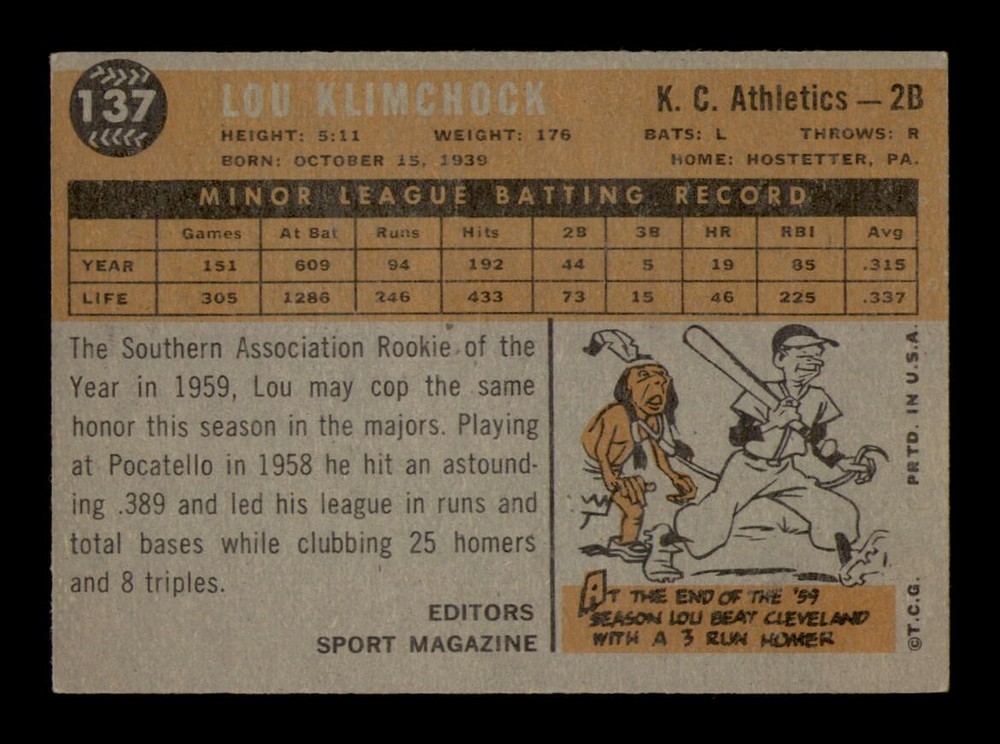 137
LOU KLIMCHOCK
K. C. Athletics — 2B
HEIGHT: 5:11 WEIGHT: 176 BATS: L THROWS: R
BORN: OCTOBER 15, 1939 HOME: HOSTETTER, PA.
MINOR LEAGUE BATTING RECORD
Games At Bat Runs Hits 2B 3B HR RBI Avg
YEAR 151 609 94 192 44 5 19 85 .315
LIFE 305 1286 246 433 73 15 46 225 .337
The Southern Association Rookie of the
Year in 1959, Lou may cop the same
honor this season in the majors. Playing
at Pocatello in 1958 he hit an astound-
ing .389 and led his league in runs and
total bases while clubbing 25 homers
and 8 triples.
EDITORS
SPORT MAGAZINE
AT THE END OF THE '59
SEASON LOU BEAT CLEVELAND
WITH A 3 RUN HOMER
©T.C.G. PRTD. IN U.S.A.